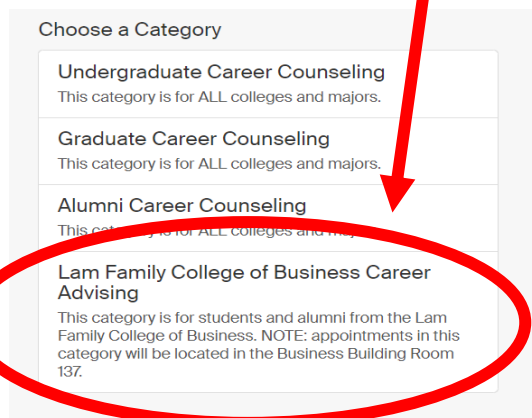 Choose a Category
Undergraduate Career Counseling
This category is for ALL colleges and majors.
Graduate Career Counseling
This category is for ALL colleges and majors.
Alumni Career Counseling
This category is for ALL colleges and majors.
Lam Family College of Business Career
Advising
This category is for students and alumni from the Lam
Family College of Business. NOTE: appointments in this
category will be located in the Business Building Room
137.